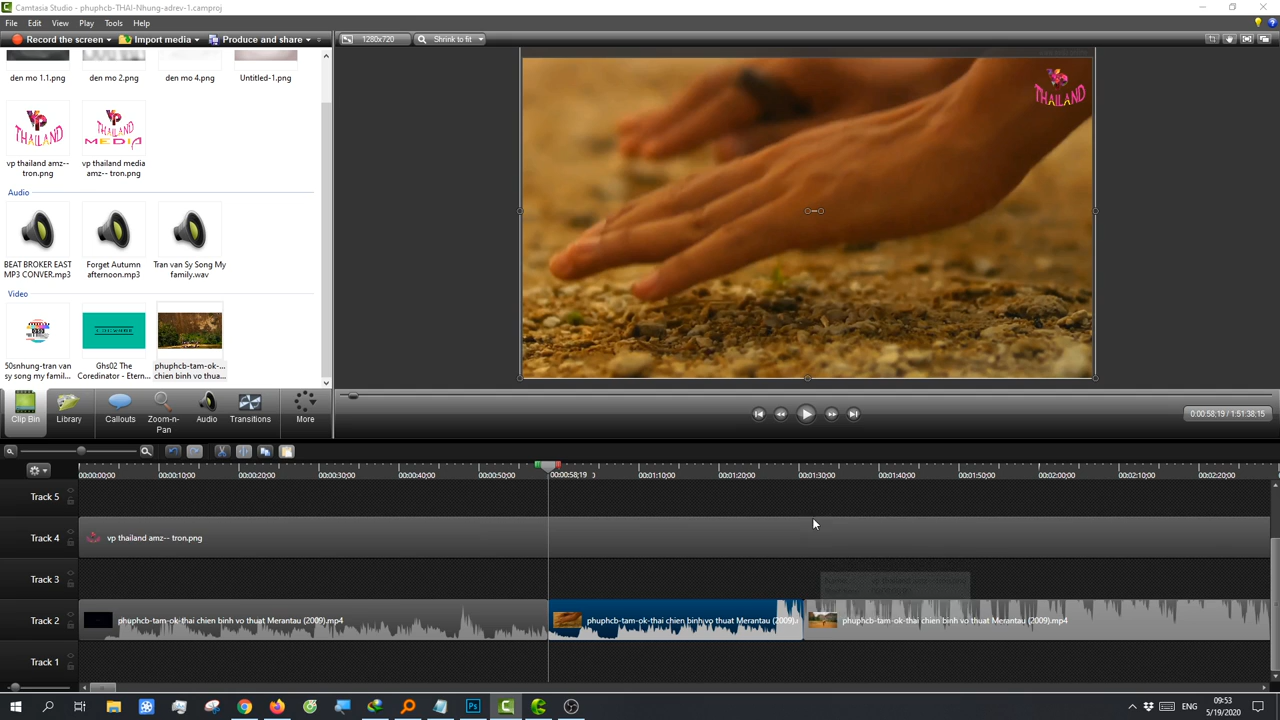 Camtasia Studio - phuphcb-THAI-Nhung-adrev-1.camproj
File Edit View Play Tools Help
Record the screen Import media Produce and share
1280x720 Shrink to fit
den mo 1.1.png den mo 2.png den mo 4.png Untitled-1.png
VP THAILAND
VP THAILAND MEDIA
THAILAND
vp thailand amz-- tron.png
vp thailand media amz-- tron.png
Audio
BEAT BROKER EAST MP3 CONVER.mp3
Forget Autumn afternoon.mp3
Tran van Sy Song My family.wav
Video
50snhung-tran van sy song my famil...
Ghs02 The Coredinator - Etern...
phuphcb-tam-ok-... chien binh vo thua...
Clip Bin Library Callouts Zoom-n-Pan Audio Transitions More
0:00:58;19 / 1:51:38;15
00:00:00;00 00:00:10;00 00:00:20;00 00:00:30;00 00:00:40;00 00:00:50;00 00:00:58;19 00:01:10;00 00:01:20;00 00:01:30;00 00:01:40;00 00:01:50;00 00:02:00;00 00:02:10;00 00:02:20;00
Track 5
Track 4 vp thailand amz-- tron.png
Track 3
Track 2 phuphcb-tam-ok-thai chien binh vo thuat Merantau (2009).mp4 phuphcb-tam-ok-thai chien binh vo thuat Merantau (2009). phuphcb-tam-ok-thai chien binh vo thuat Merantau (2009).mp4
Track 1
ENG
09:53
5/19/2020